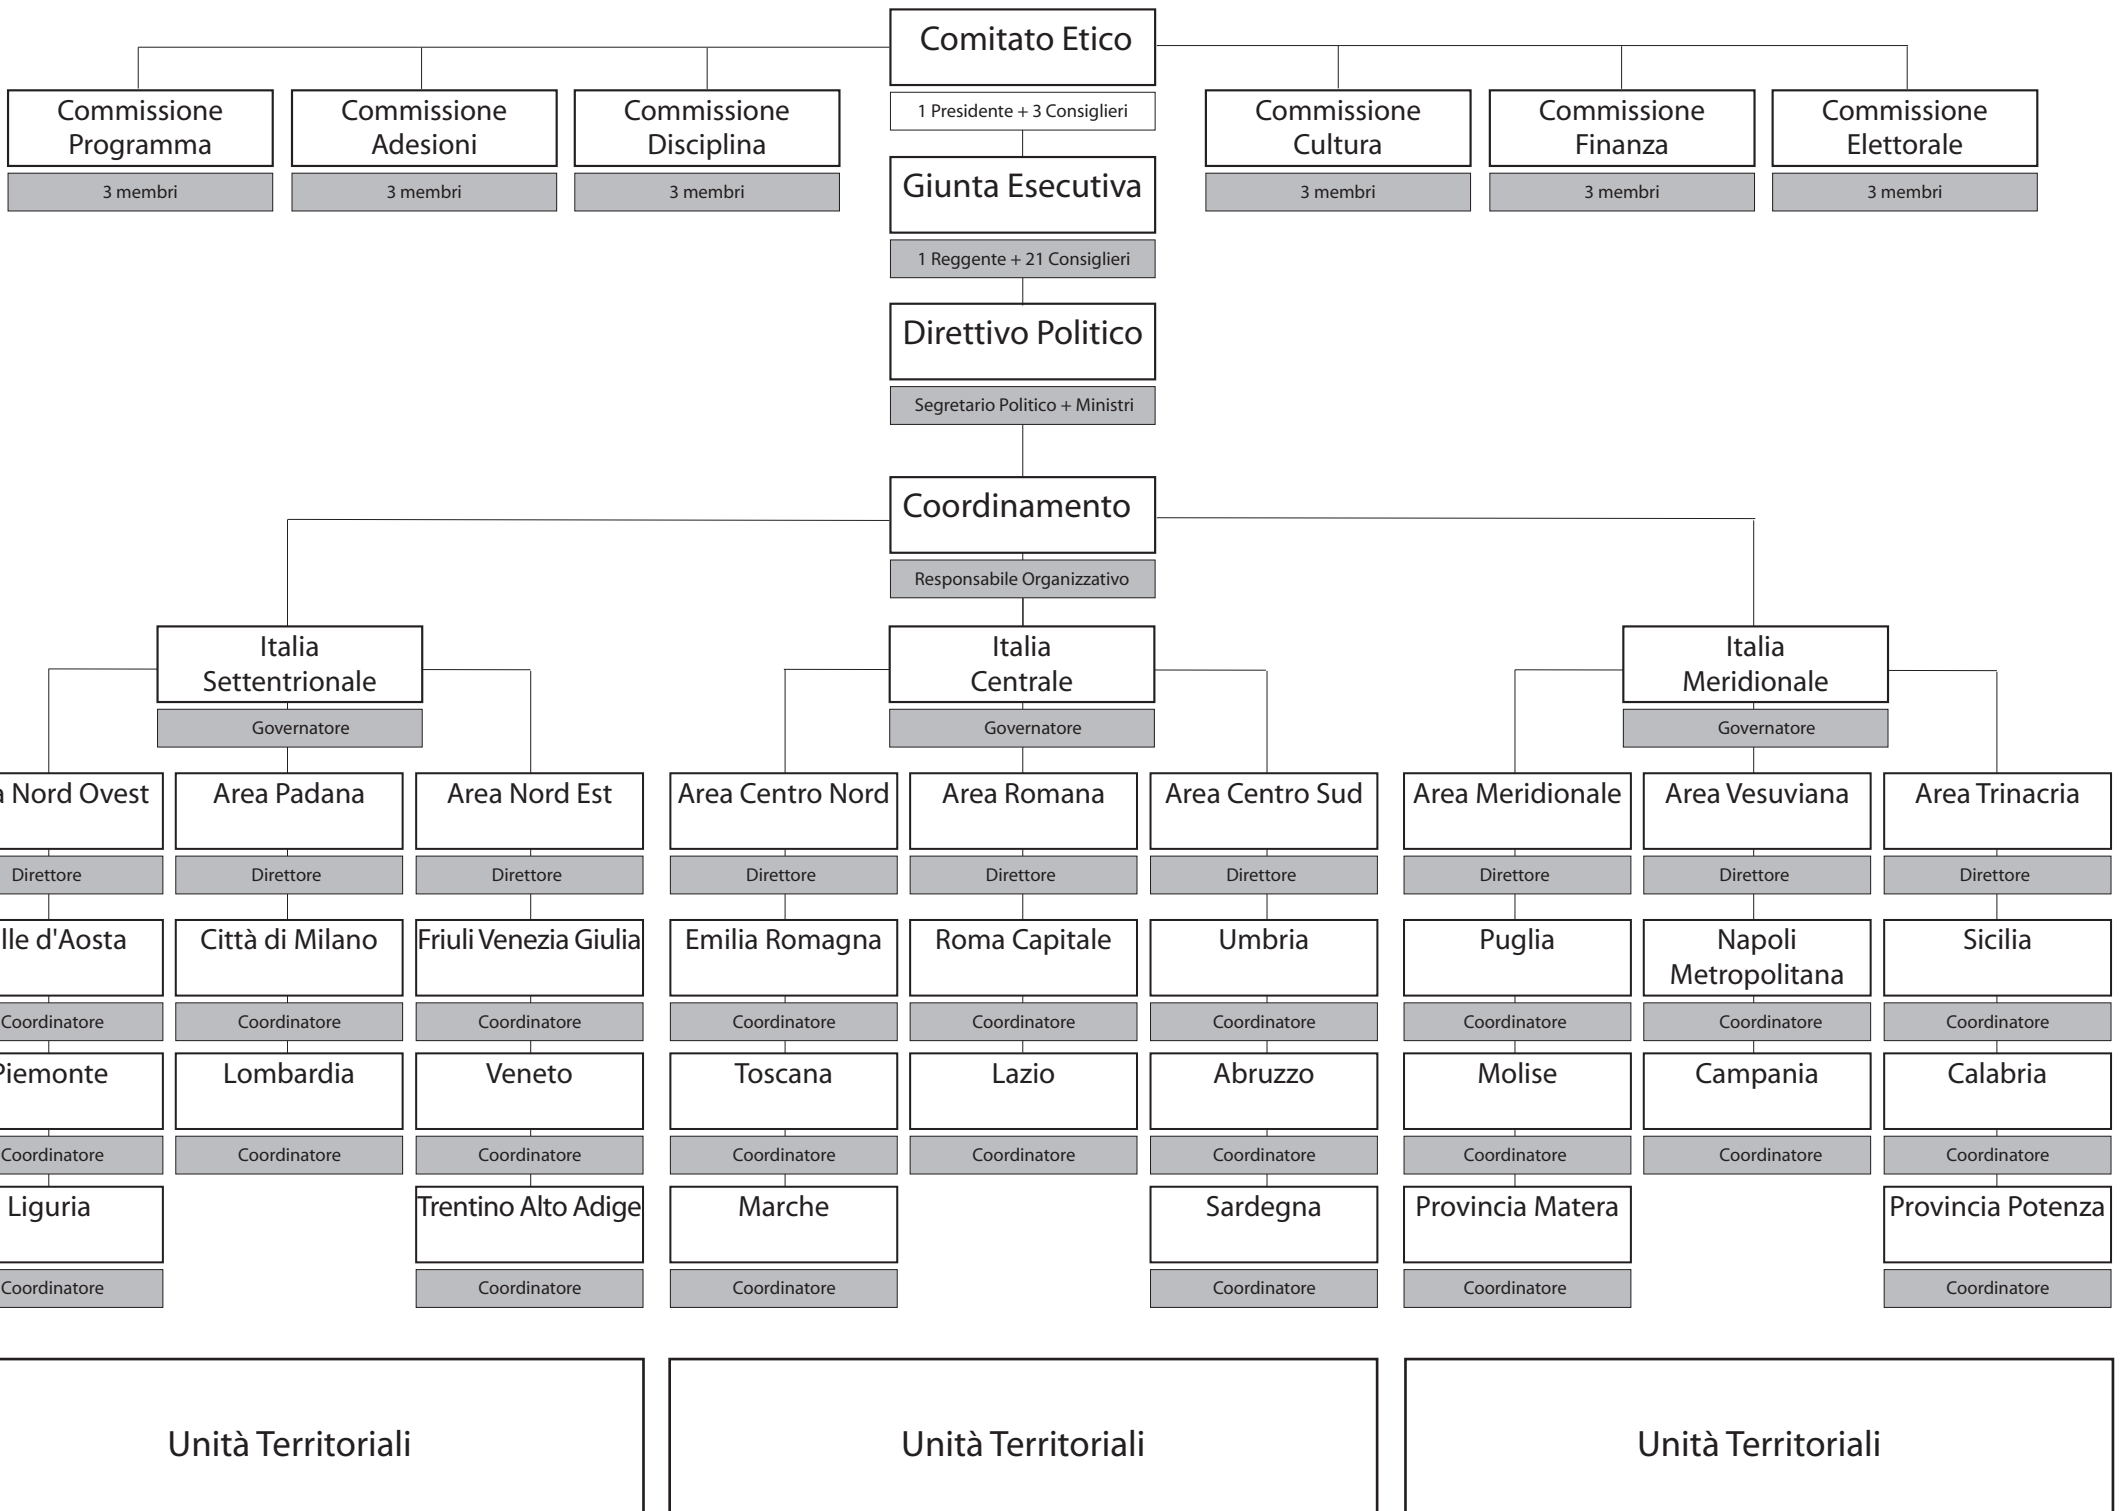 Comitato Etico
1 Presidente + 3 Consiglieri
Commissione
Programma
3 membri
Commissione
Adesioni
3 membri
Commissione
Disciplina
3 membri
Commissione
Cultura
3 membri
Commissione
Finanza
3 membri
Commissione
Elettorale
3 membri
Giunta Esecutiva
1 Reggente + 21 Consiglieri
Direttivo Politico
Segretario Politico + Ministri
Coordinamento
Responsabile Organizzativo
Italia
Settentrionale
Governatore
Italia
Centrale
Governatore
Italia
Meridionale
Governatore
a Nord Ovest
Direttore
lle d'Aosta
Coordinatore
Piemonte
Coordinatore
Liguria
Coordinatore
Area Padana
Direttore
Città di Milano
Coordinatore
Lombardia
Coordinatore
Area Nord Est
Direttore
Friuli Venezia Giulia
Coordinatore
Veneto
Coordinatore
Trentino Alto Adige
Coordinatore
Area Centro Nord
Direttore
Emilia Romagna
Coordinatore
Toscana
Coordinatore
Marche
Coordinatore
Area Romana
Direttore
Roma Capitale
Coordinatore
Lazio
Coordinatore
Area Centro Sud
Direttore
Umbria
Coordinatore
Abruzzo
Coordinatore
Sardegna
Coordinatore
Area Meridionale
Direttore
Puglia
Coordinatore
Molise
Coordinatore
Provincia Matera
Coordinatore
Area Vesuviana
Direttore
Napoli
Metropolitana
Coordinatore
Campania
Coordinatore
Area Trinacria
Direttore
Sicilia
Coordinatore
Calabria
Coordinatore
Provincia Potenza
Coordinatore
Unità Territoriali
Unità Territoriali
Unità Territoriali